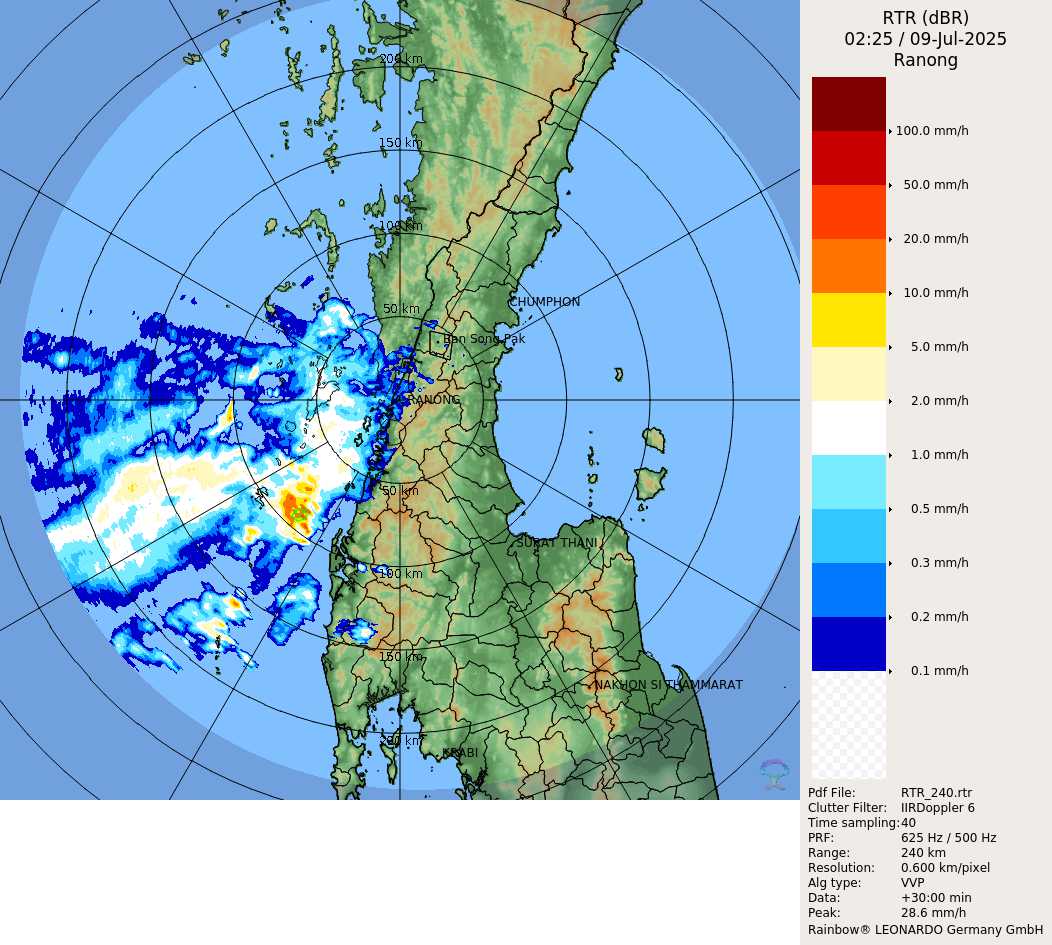 RTR (dBR)
02:25 / 09-Jul-2025
Ranong
200 km
150 km
100 km
50 km
CHUMPHON
Ban Song Pak
RANONG
50 km
SURAT THANI
100 km
150 km
NAKHON SI THAMMARAT
200 km
KRABI
100.0 mm/h
50.0 mm/h
20.0 mm/h
10.0 mm/h
5.0 mm/h
2.0 mm/h
1.0 mm/h
0.5 mm/h
0.3 mm/h
0.2 mm/h
0.1 mm/h
Pdf File: RTR_240.rtr
Clutter Filter: IIRDoppler 6
Time sampling: 40
PRF: 625 Hz / 500 Hz
Range: 240 km
Resolution: 0.600 km/pixel
Alg type: VVP
Data: +30:00 min
Peak: 28.6 mm/h
Rainbow® LEONARDO Germany GmbH